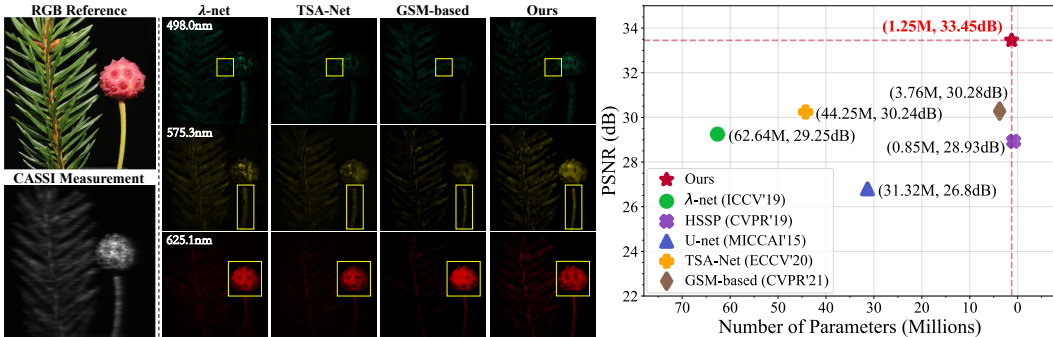 RGB Reference
λ-net
TSA-Net
GSM-based
Ours
498.0nm
575.3nm
CASSI Measurement
625.1nm
PSNR (dB)
34
32
30
28
26
24
22
(1.25M, 33.45dB)
(3.76M, 30.28dB)
(44.25M, 30.24dB)
(62.64M, 29.25dB)
(0.85M, 28.93dB)
(31.32M, 26.8dB)
Ours
λ-net (ICCV'19)
HSSP (CVPR'19)
U-net (MICCAI'15)
TSA-Net (ECCV'20)
GSM-based (CVPR'21)
70 60 50 40 30 20 10 0
Number of Parameters (Millions)